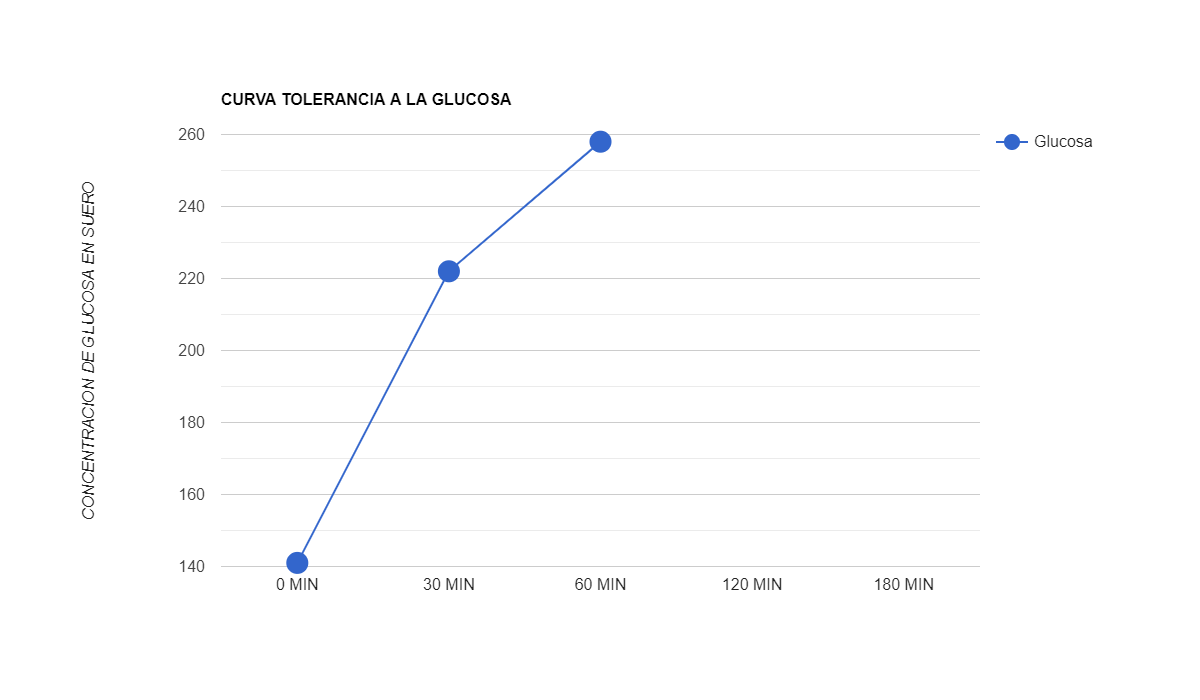 CURVA TOLERANCIA A LA GLUCOSA
260
240
220
200
180
160
140
CONCENTRACION DE GLUCOSA EN SUERO
0 MIN
30 MIN
60 MIN
120 MIN
180 MIN
Glucosa